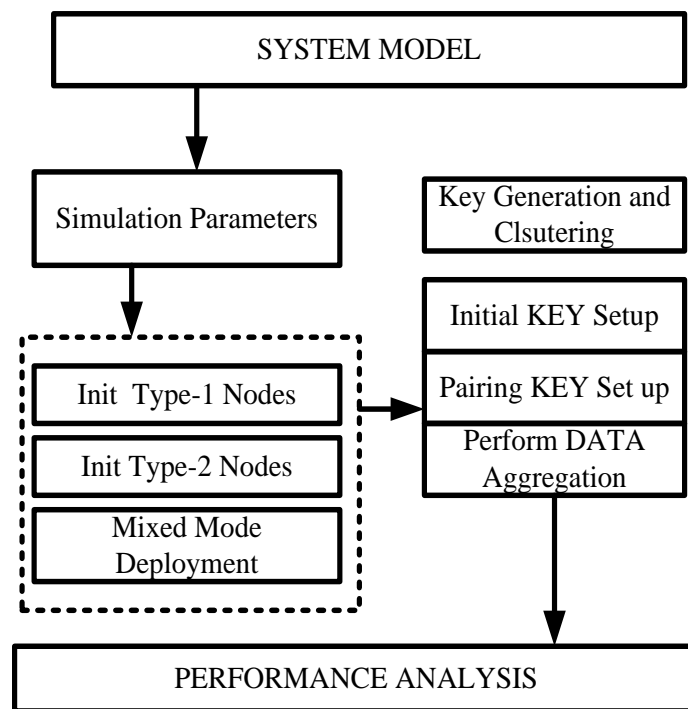 SYSTEM MODEL
Simulation Parameters
Init Type-1 Nodes
Init Type-2 Nodes
Mixed Mode
Deployment
Key Generation and
Clsutering
Initial KEY Setup
Pairing KEY Set up
Perform DATA
Aggregation
PERFORMANCE ANALYSIS